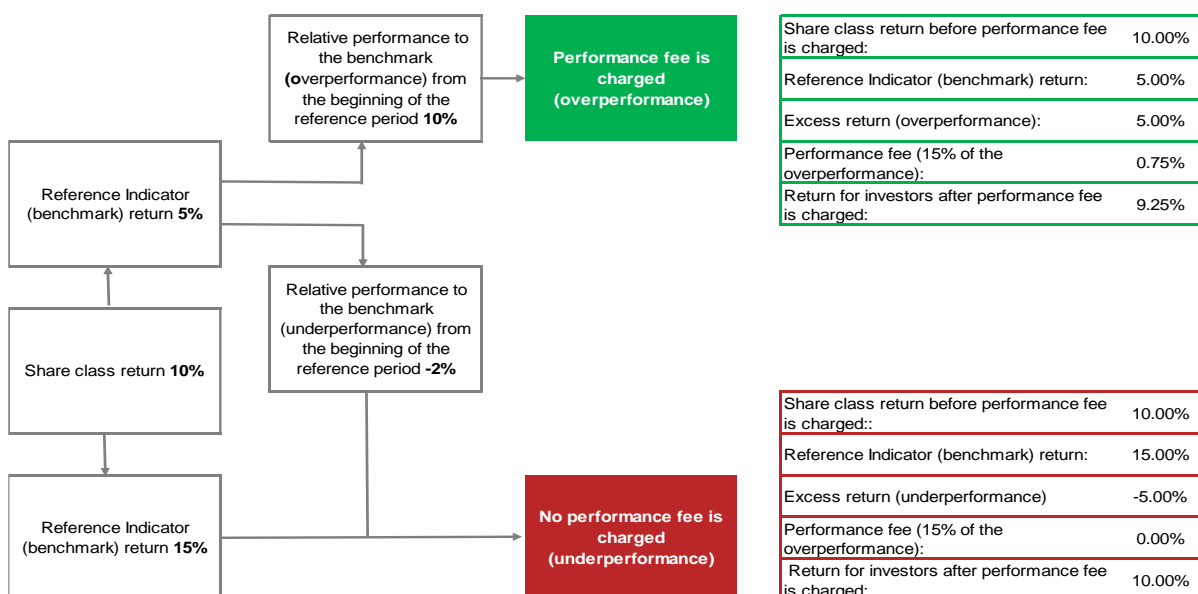 Relative performance to
the benchmark
(overperformance) from
the beginning of the
reference period 10%
Performance fee is
charged
(overperformance)
Share class return before performance fee
is charged:
10.00%
Reference Indicator (benchmark) return:
5.00%
Excess return (overperformance):
5.00%
Performance fee (15% of the
overperformance):
0.75%
Return for investors after performance fee
is charged:
9.25%
Reference Indicator
(benchmark) return 5%
Relative performance to
the benchmark
(underperformance) from
the beginning of the
reference period -2%
Share class return 10%
Reference Indicator
(benchmark) return 15%
No performance fee is
charged
(underperformance)
Share class return before performance fee
is charged::
10.00%
Reference Indicator (benchmark) return:
15.00%
Excess return (underperformance)
-5.00%
Performance fee (15% of the
overperformance):
0.00%
Return for investors after performance fee
is charged:
10.00%